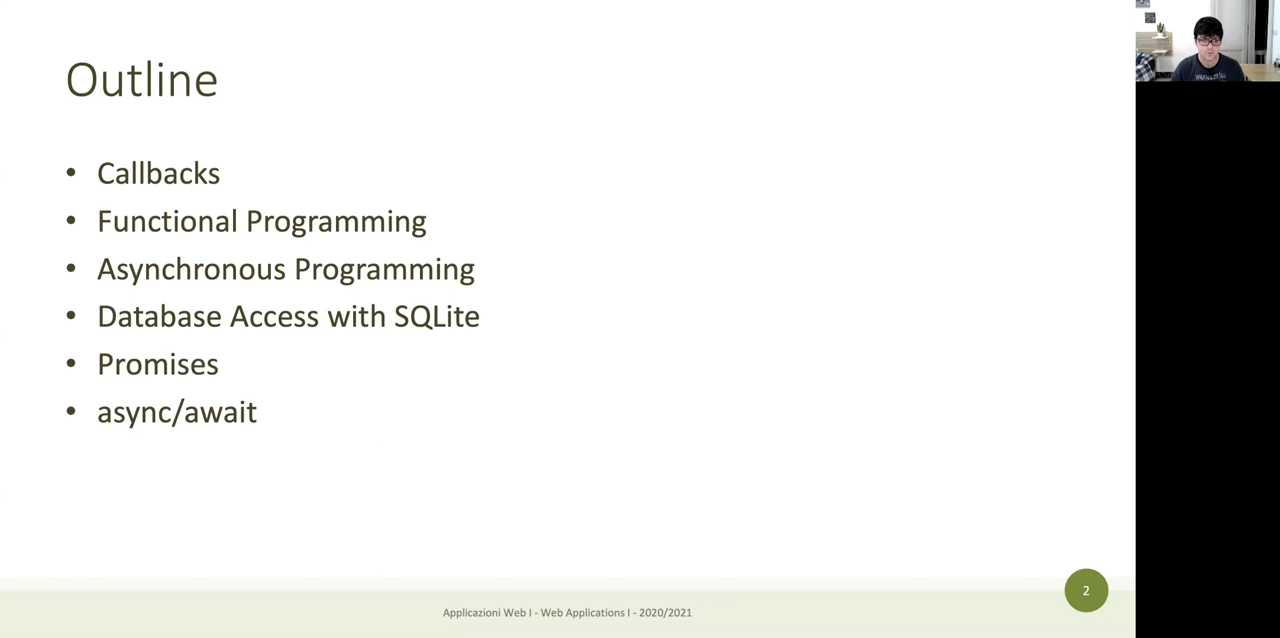 Outline
• Callbacks
• Functional Programming
• Asynchronous Programming
• Database Access with SQLite
• Promises
• async/await
2
Applicazioni Web I - Web Applications I - 2020/2021